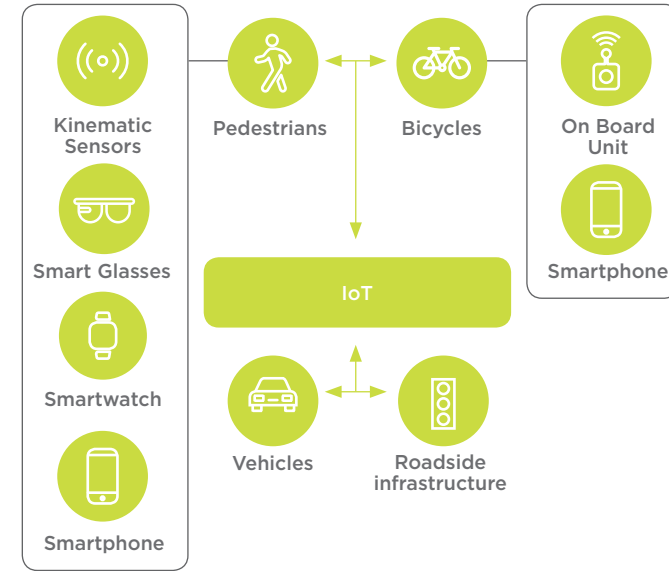 Kinematic
Sensors
Smart Glasses
Smartwatch
Smartphone
Pedestrians
Bicycles
On Board
Unit
Smartphone
IoT
Vehicles
Roadside
infrastructure